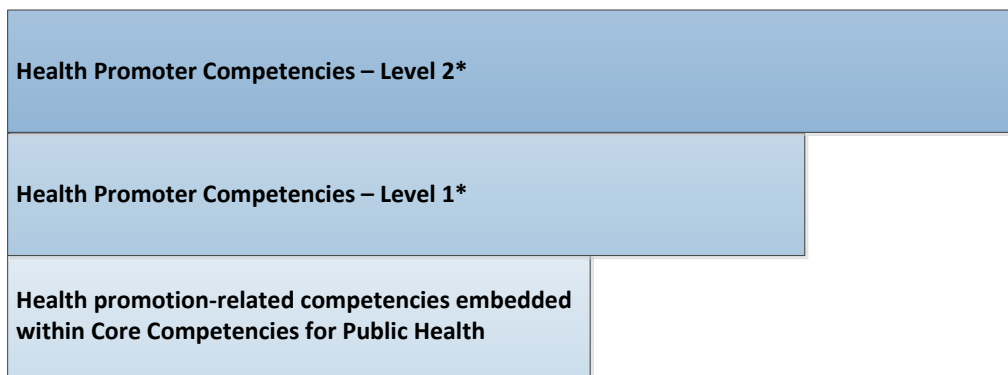 Health Promoter Competencies – Level 2*
Health Promoter Competencies – Level 1*
Health promotion-related competencies embedded
within Core Competencies for Public Health